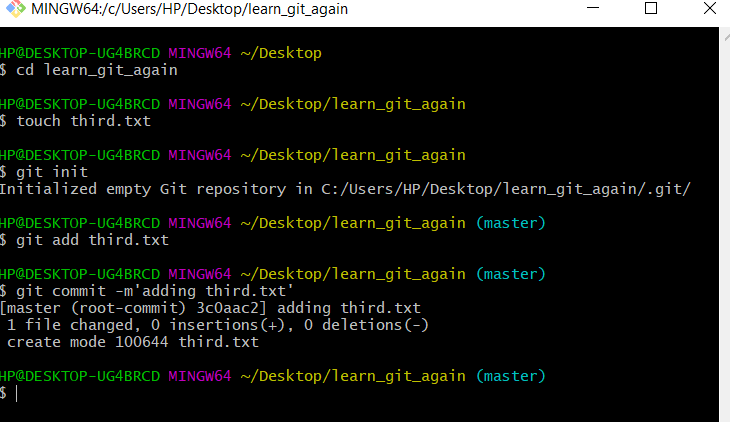 MINGW64:/c/Users/HP/Desktop/learn_git_again
HP@DESKTOP-UG4BRCD MINGW64 ~/Desktop
$ cd learn_git_again
HP@DESKTOP-UG4BRCD MINGW64 ~/Desktop/learn_git_again
$ touch third.txt
HP@DESKTOP-UG4BRCD MINGW64 ~/Desktop/learn_git_again
$ git init
Initialized empty Git repository in C:/Users/HP/Desktop/learn_git_again/.git/
HP@DESKTOP-UG4BRCD MINGW64 ~/Desktop/learn_git_again (master)
$ git add third.txt
HP@DESKTOP-UG4BRCD MINGW64 ~/Desktop/learn_git_again (master)
$ git commit -m'adding third.txt'
[master (root-commit) 3c0aac2] adding third.txt
 1 file changed, 0 insertions(+), 0 deletions(-)
 create mode 100644 third.txt
HP@DESKTOP-UG4BRCD MINGW64 ~/Desktop/learn_git_again (master)
$